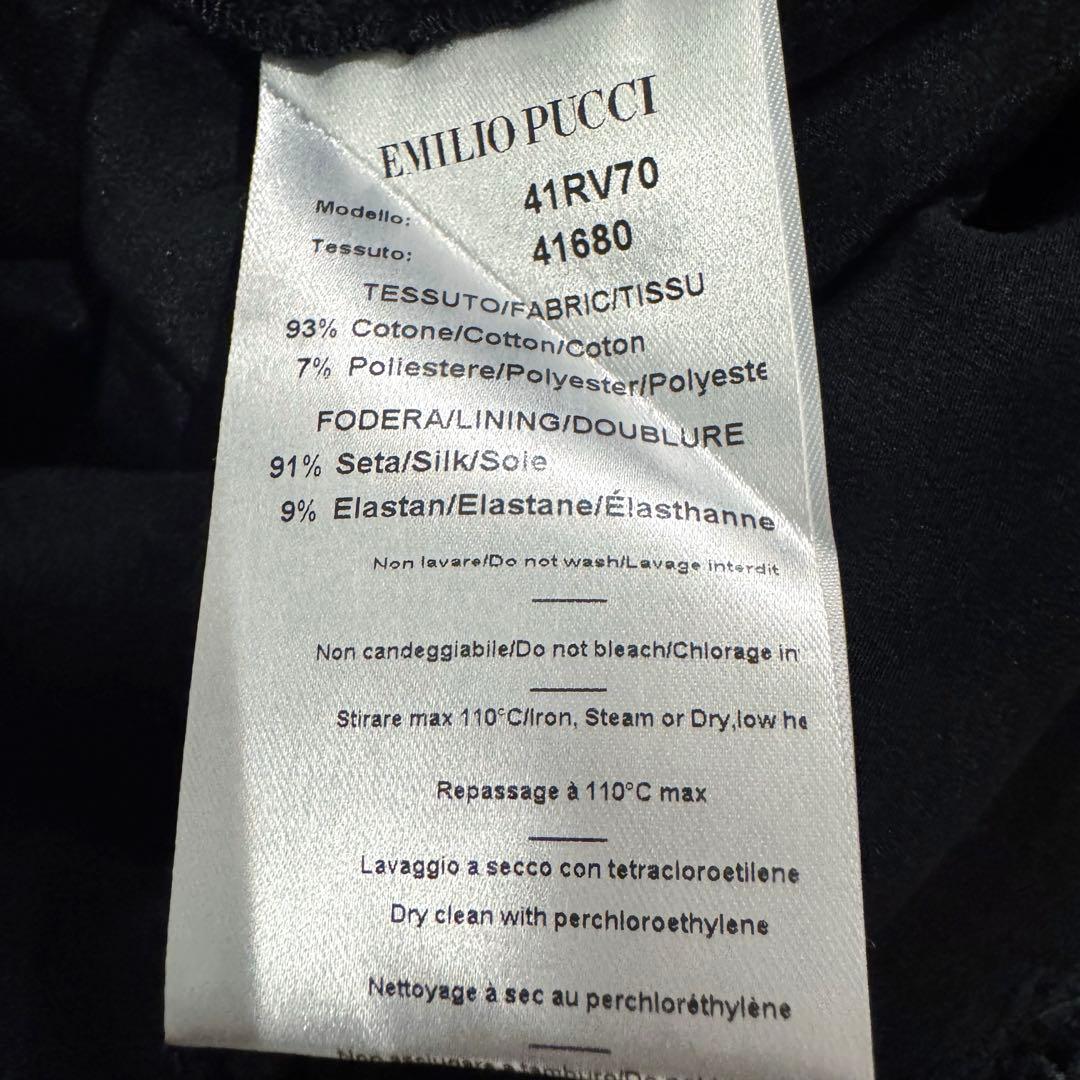 EMILIO PUCCI
Modello: 41RV70
Tessuto: 41680
TESSUTO/FABRIC/TISSU
93% Cotone/Cotton/Coton
7% Poliestere/Polyester/Polyeste
FODERA/LINING/DOUBLURE
91% Seta/Silk/Soie
9% Elastan/Elastane/Élasthanne
Non lavare/Do not wash/Lavage interdit
Non candeggiabile/Do not bleach/Chlorage in
Stirare max 110°C/Iron, Steam or Dry,low he
Repassage à 110°C max
Lavaggio a secco con tetracloroetilene
Dry clean with perchloroethylene
Nettoyage à sec au perchloréthylène